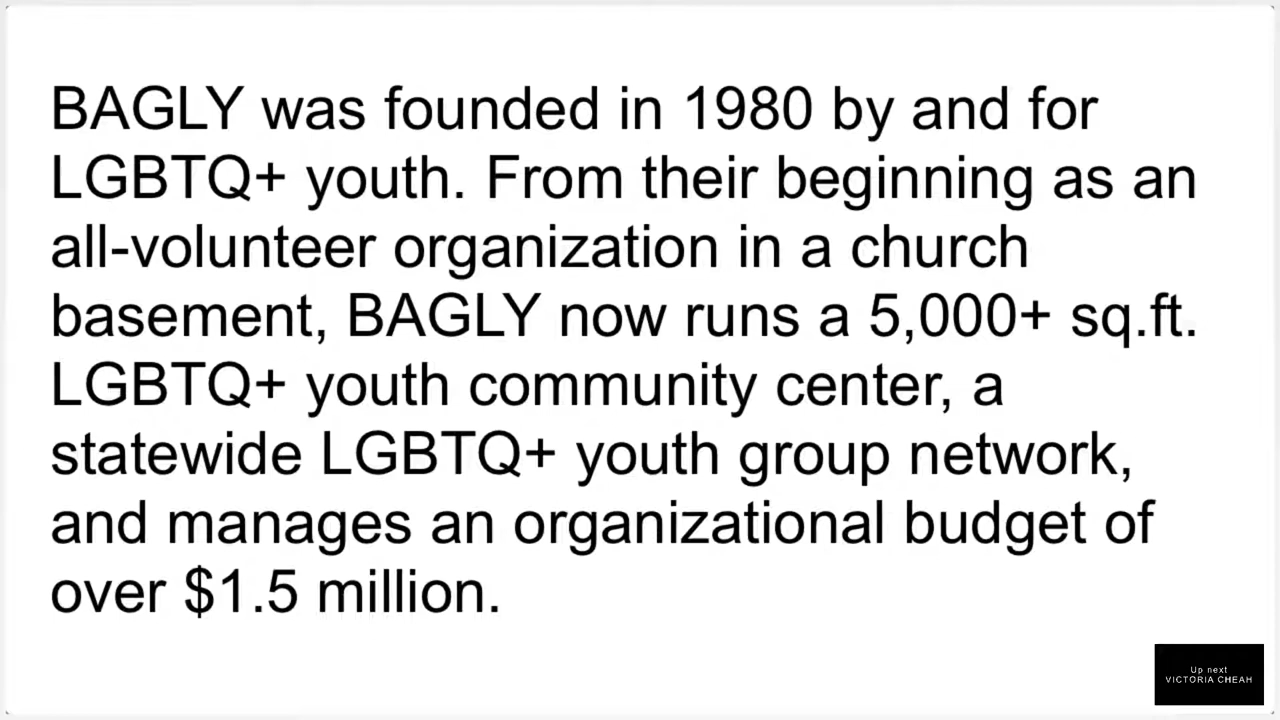 BAGLY was founded in 1980 by and for
LGBTQ+ youth. From their beginning as an
all-volunteer organization in a church
basement, BAGLY now runs a 5,000+ sq.ft.
LGBTQ+ youth community center, a
statewide LGBTQ+ youth group network,
and manages an organizational budget of
over $1.5 million.
Up next
VICTORIA CHEAH